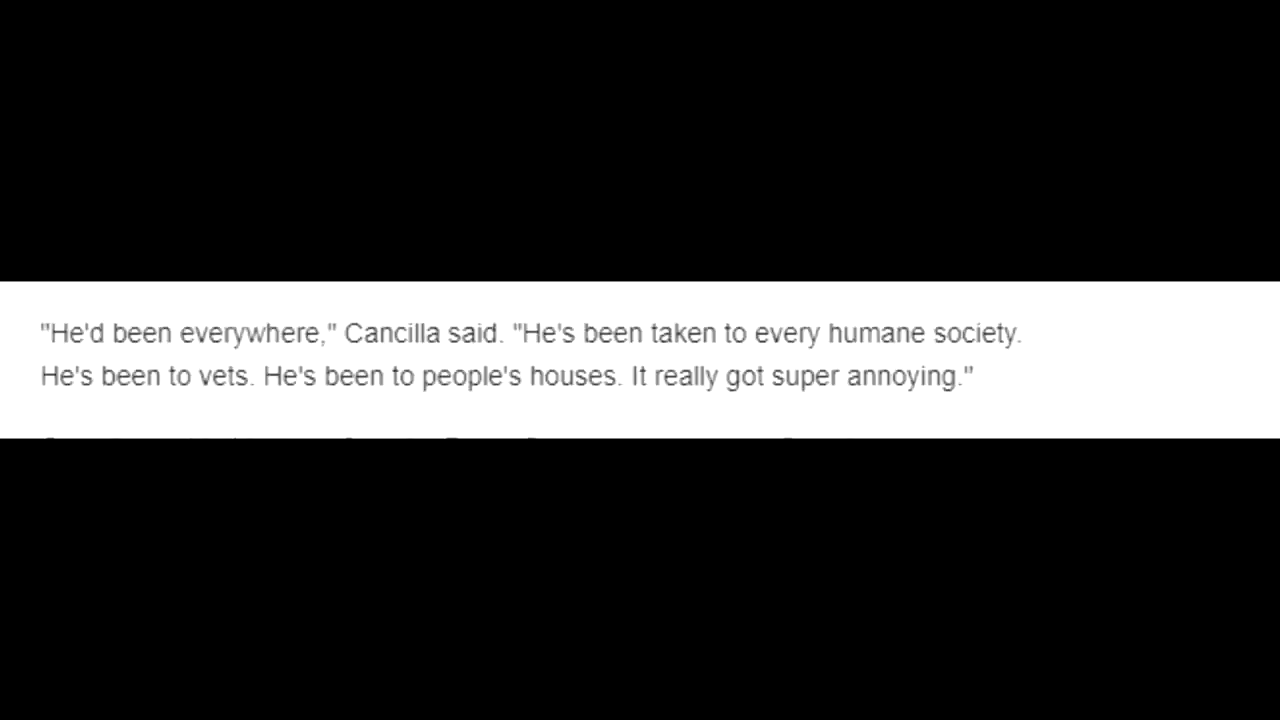 "He'd been everywhere," Cancilla said. "He's been taken to every humane society.
He's been to vets. He's been to people's houses. It really got super annoying."